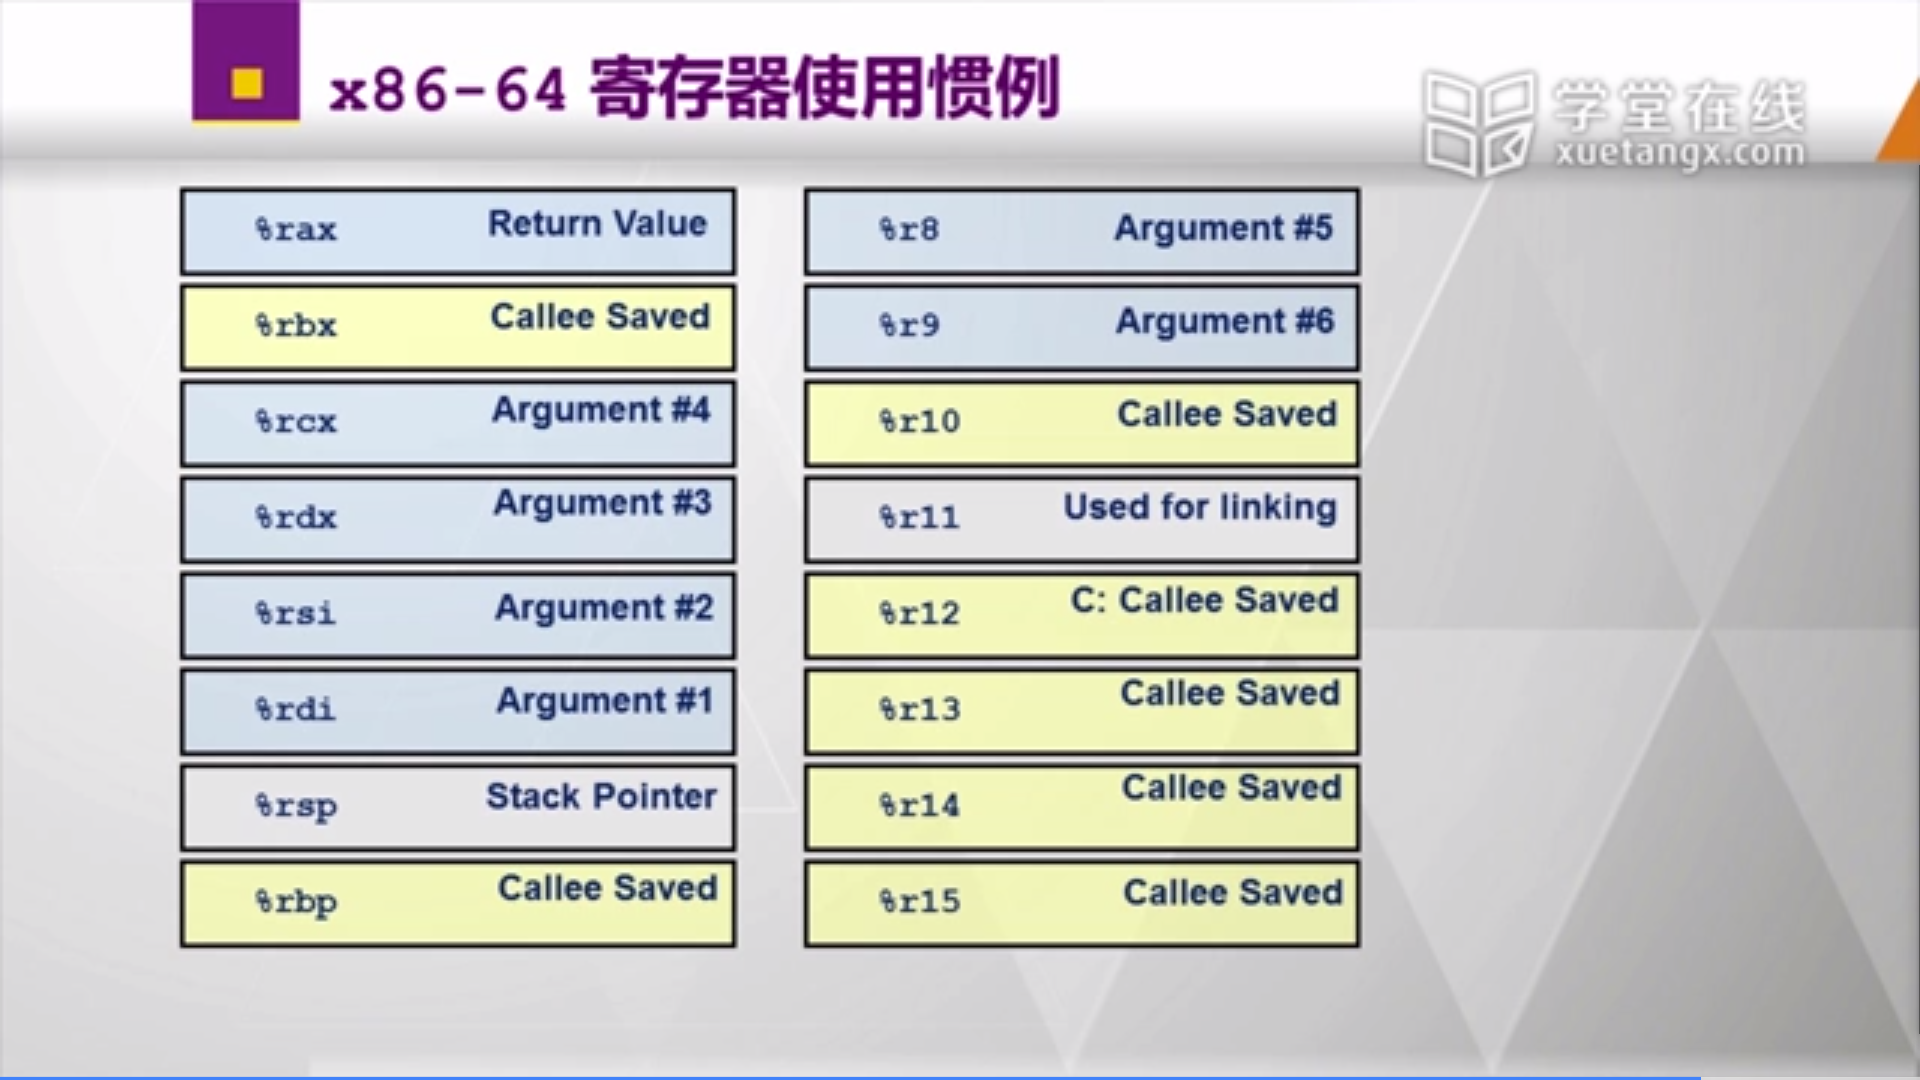 x86-64 寄存器使用惯例
学堂在线
xuetangx.com
%rax Return Value
%rbx Callee Saved
%rcx Argument #4
%rdx Argument #3
%rsi Argument #2
%rdi Argument #1
%rsp Stack Pointer
%rbp Callee Saved
%r8 Argument #5
%r9 Argument #6
%r10 Callee Saved
%r11 Used for linking
%r12 C: Callee Saved
%r13 Callee Saved
%r14 Callee Saved
%r15 Callee Saved